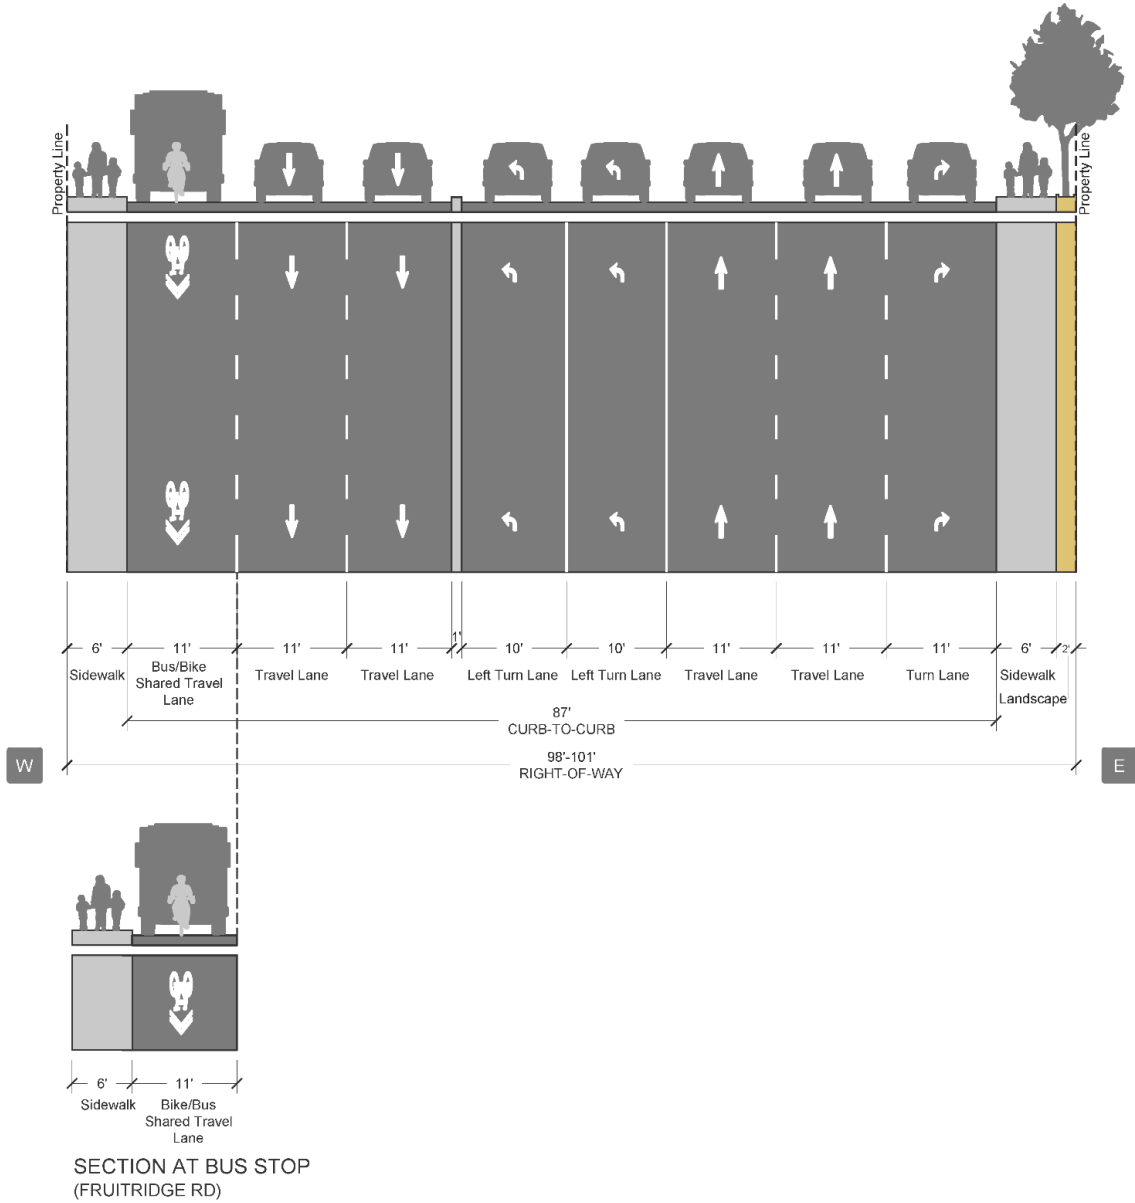 Property Line
Property Line
6'
11'
11'
11'
1'
10'
10'
11'
11'
11'
6'
2'
Sidewalk
Bus/Bike
Shared Travel
Lane
Travel Lane
Travel Lane
Left Turn Lane
Left Turn Lane
Travel Lane
Travel Lane
Turn Lane
Sidewalk
Landscape
87'
CURB-TO-CURB
98'-101'
RIGHT-OF-WAY
W
E
6'
11'
Sidewalk
Bike/Bus
Shared Travel
Lane
SECTION AT BUS STOP
(FRUITRIDGE RD)